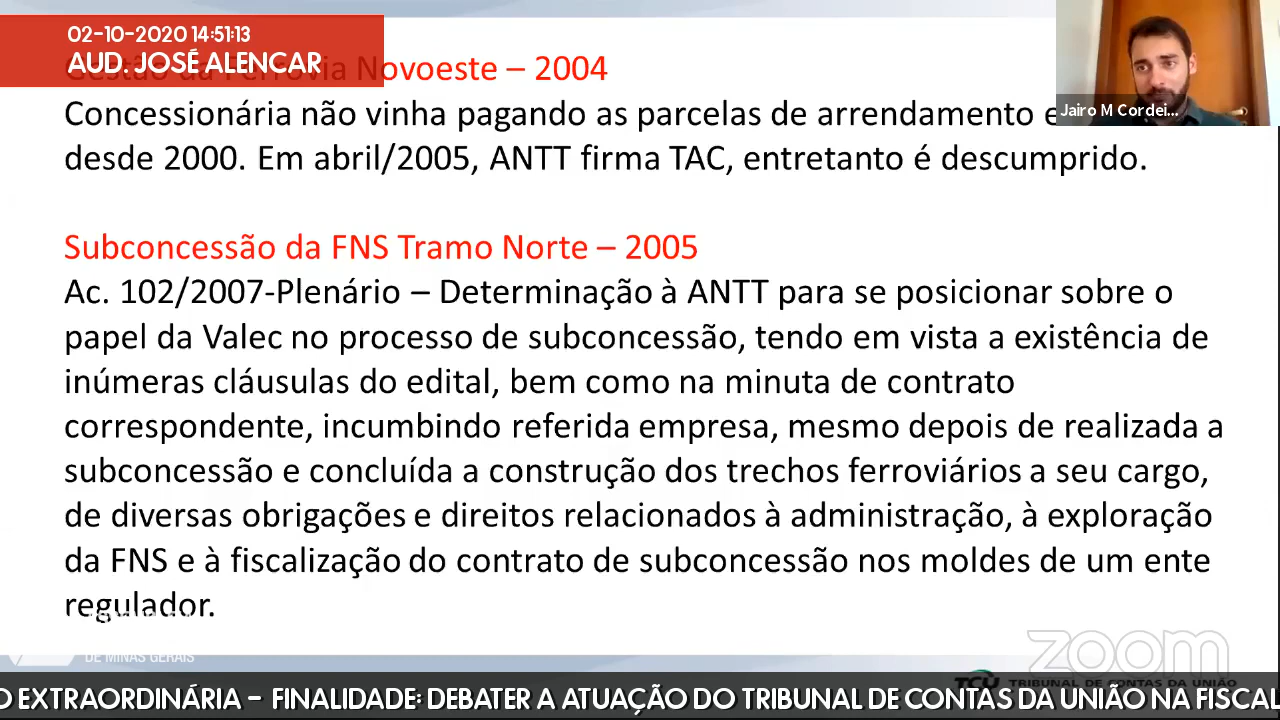 02-10-2020 14:51:13
AUD. JOSÉ ALENCAR
Gestão da Ferrovia Novoeste – 2004
Concessionária não vinha pagando as parcelas de arrendamento e
desde 2000. Em abril/2005, ANTT firma TAC, entretanto é descumprido.
Jairo M Cordei...
Subconcessão da FNS Tramo Norte – 2005
Ac. 102/2007-Plenário – Determinação à ANTT para se posicionar sobre o
papel da Valec no processo de subconcessão, tendo em vista a existência de
inúmeras cláusulas do edital, bem como na minuta de contrato
correspondente, incumbindo referida empresa, mesmo depois de realizada a
subconcessão e concluída a construção dos trechos ferroviários a seu cargo,
de diversas obrigações e direitos relacionados à administração, à exploração
da FNS e à fiscalização do contrato de subconcessão nos moldes de um ente
regulador.
zoom
DE MINAS GERAIS
TCU TRIBUNAL DE CONTAS DA UNIÃO
O EXTRAORDINÁRIA – FINALIDADE: DEBATER A ATUAÇÃO DO TRIBUNAL DE CONTAS DA UNIÃO NA FISCAL